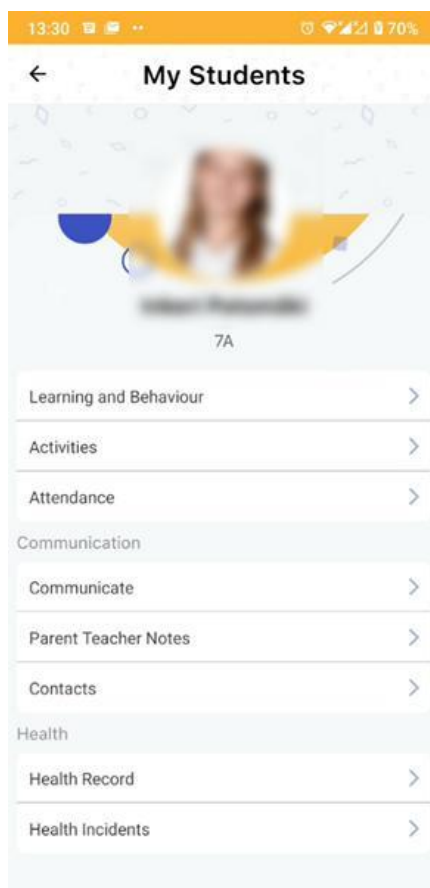 13:30 70%
My Students
7A
Learning and Behaviour
Activities
Attendance
Communication
Communicate
Parent Teacher Notes
Contacts
Health
Health Record
Health Incidents